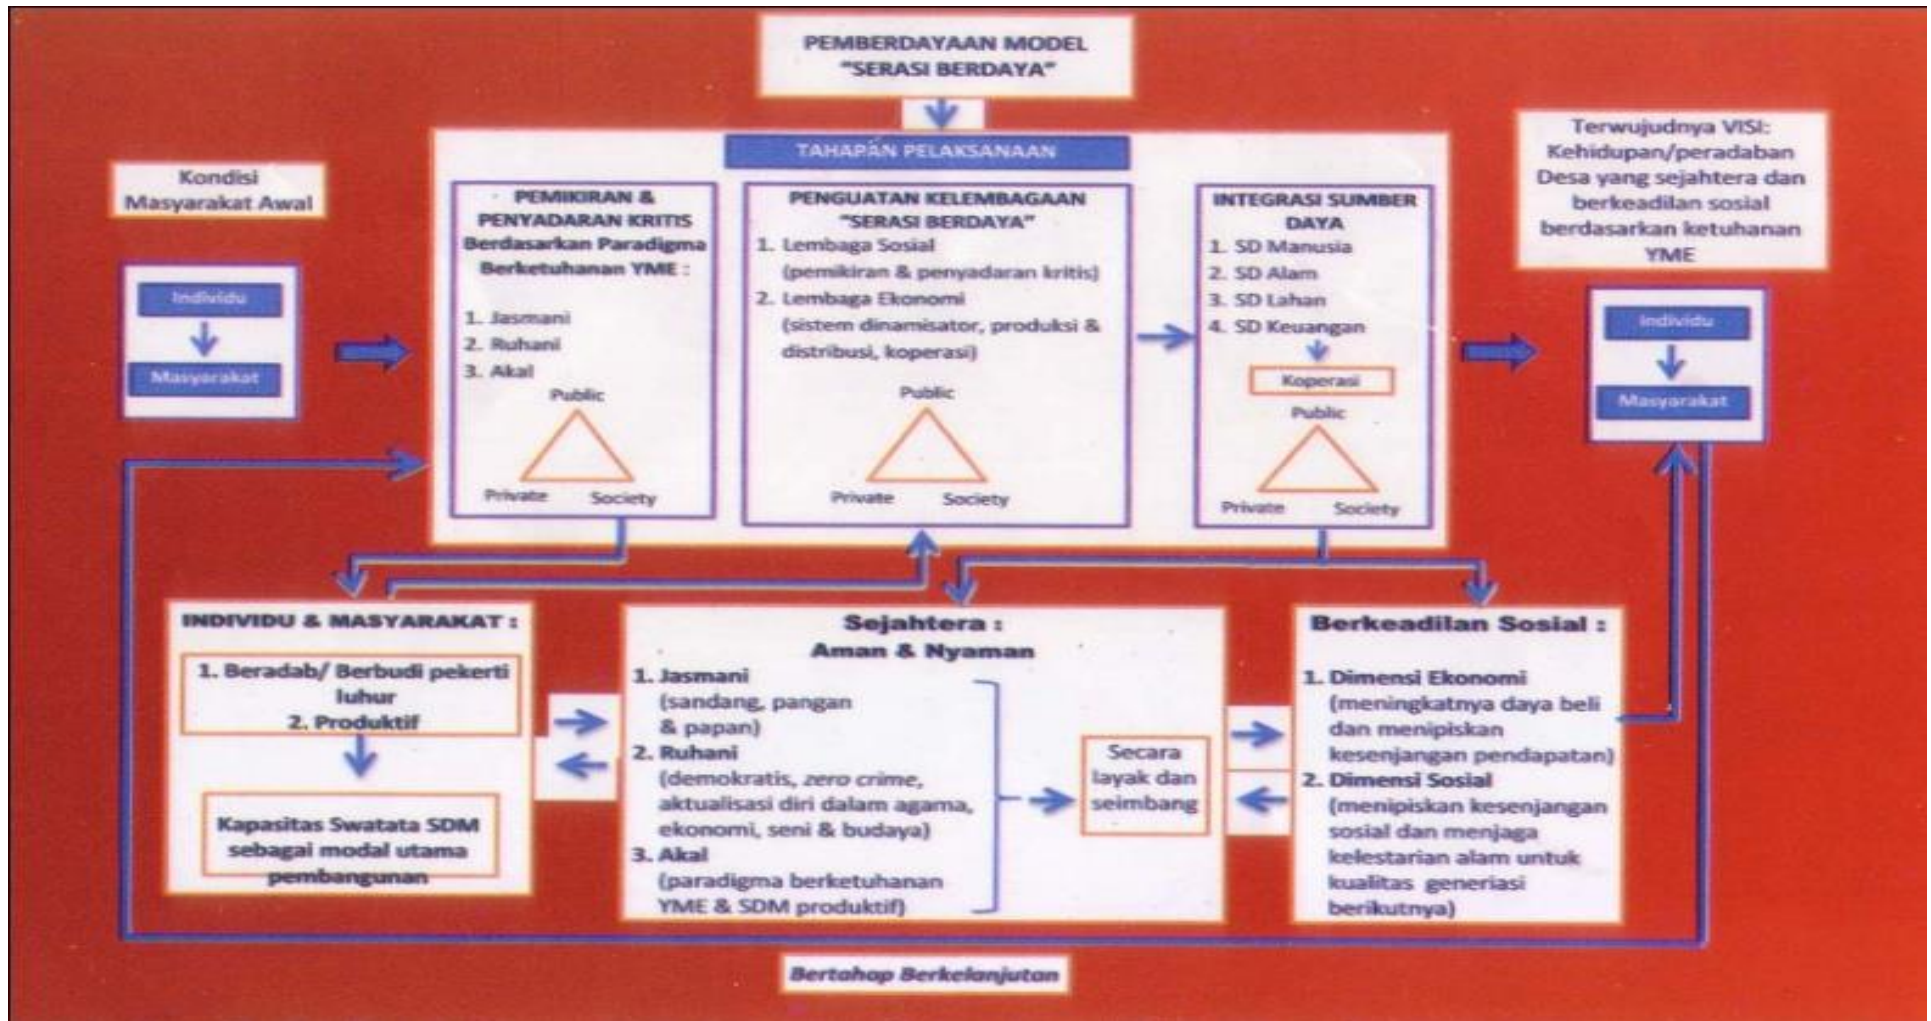 PEMBERDAYAAN MODEL
"SERASI BERDAYA"
TAHAPAN PELAKSANAAN
Kondisi
Masyarakat Awal
Individu
Masyarakat
PEMIKIRAN &
PENYADARAN KRITIS
Berdasarkan Paradigma
Berketuhanan YME :
1. Jasmani
2. Ruhani
3. Akal
Public
Private Society
PENGUATAN KELEMBAGAAN
"SERASI BERDAYA"
1. Lembaga Sosial
(pemikiran & penyadaran kritis)
2. Lembaga Ekonomi
(sistem dinamisator, produksi &
distribusi, koperasi)
Public
Private Society
INTEGRASI SUMBER
DAYA
1. SD Manusia
2. SD Alam
3. SD Lahan
4. SD Keuangan
Koperasi
Public
Private Society
Terwujudnya VISI:
Kehidupan/peradaban
Desa yang sejahtera dan
berkeadilan sosial
berdasarkan ketuhanan
YME
Individu
Masyarakat
INDIVIDU & MASYARAKAT :
1. Beradab/ Berbudi pekerti
luhur
2. Produktif
Kapasitas Swatata SDM
sebagai modal utama
pembangunan
Sejahtera :
Aman & Nyaman
1. Jasmani
(sandang, pangan
& papan)
2. Ruhani
(demokratis, zero crime,
aktualisasi diri dalam agama,
ekonomi, seni & budaya)
3. Akal
(paradigma berketuhanan
YME & SDM produktif)
Secara
layak dan
seimbang
Berkeadilan Sosial :
1. Dimensi Ekonomi
(meningkatnya daya beli
dan menipiskan
kesenjangan pendapatan)
2. Dimensi Sosial
(menipiskan kesenjangan
sosial dan menjaga
kelestarian alam untuk
kualitas generiasi
berikutnya)
Bertahap Berkelanjutan